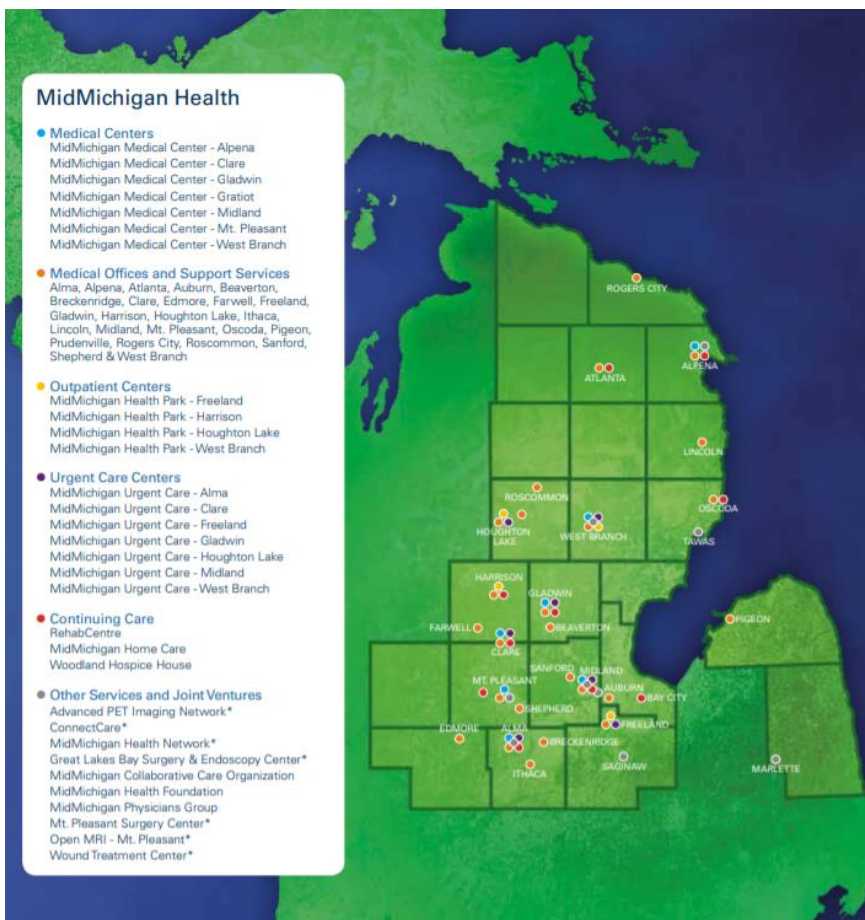 MidMichigan Health
Medical Centers
MidMichigan Medical Center - Alpena
MidMichigan Medical Center - Clare
MidMichigan Medical Center - Gladwin
MidMichigan Medical Center - Gratiot
MidMichigan Medical Center - Midland
MidMichigan Medical Center - Mt. Pleasant
MidMichigan Medical Center - West Branch
Medical Offices and Support Services
Alma, Alpena, Atlanta, Auburn, Beaverton,
Breckenridge, Clare, Edmore, Farwell, Freeland,
Gladwin, Harrison, Houghton Lake, Ithaca,
Lincoln, Midland, Mt. Pleasant, Oscoda, Pigeon,
Prudenville, Rogers City, Roscommon, Sanford,
Shepherd & West Branch
Outpatient Centers
MidMichigan Health Park - Freeland
MidMichigan Health Park - Harrison
MidMichigan Health Park - Houghton Lake
MidMichigan Health Park - West Branch
Urgent Care Centers
MidMichigan Urgent Care - Alma
MidMichigan Urgent Care - Clare
MidMichigan Urgent Care - Freeland
MidMichigan Urgent Care - Gladwin
MidMichigan Urgent Care - Houghton Lake
MidMichigan Urgent Care - Midland
MidMichigan Urgent Care - West Branch
Continuing Care
RehabCentre
MidMichigan Home Care
Woodland Hospice House
Other Services and Joint Ventures
Advanced PET Imaging Network*
ConnectCare*
MidMichigan Health Network*
Great Lakes Bay Surgery & Endoscopy Center*
MidMichigan Collaborative Care Organization
MidMichigan Health Foundation
MidMichigan Physicians Group
Mt. Pleasant Surgery Center*
Open MRI - Mt. Pleasant*
Wound Treatment Center*
ROGERS CITY
ALPENA
ATLANTA
LINCOLN
ROSCOMMON
OSCODA
HOUGHTON
LAKE
WEST BRANCH
TAWAS
HARRISON
GLADWIN
PIGEON
FARWELL
BEAVERTON
CLARE
SANFORD
MIDLAND
MT. PLEASANT
AUBURN
BAY CITY
SHEPHERD
FREELAND
EDMORE
ALMA
BRECKENRIDGE
ITHACA
SAGINAW
MARLETTE